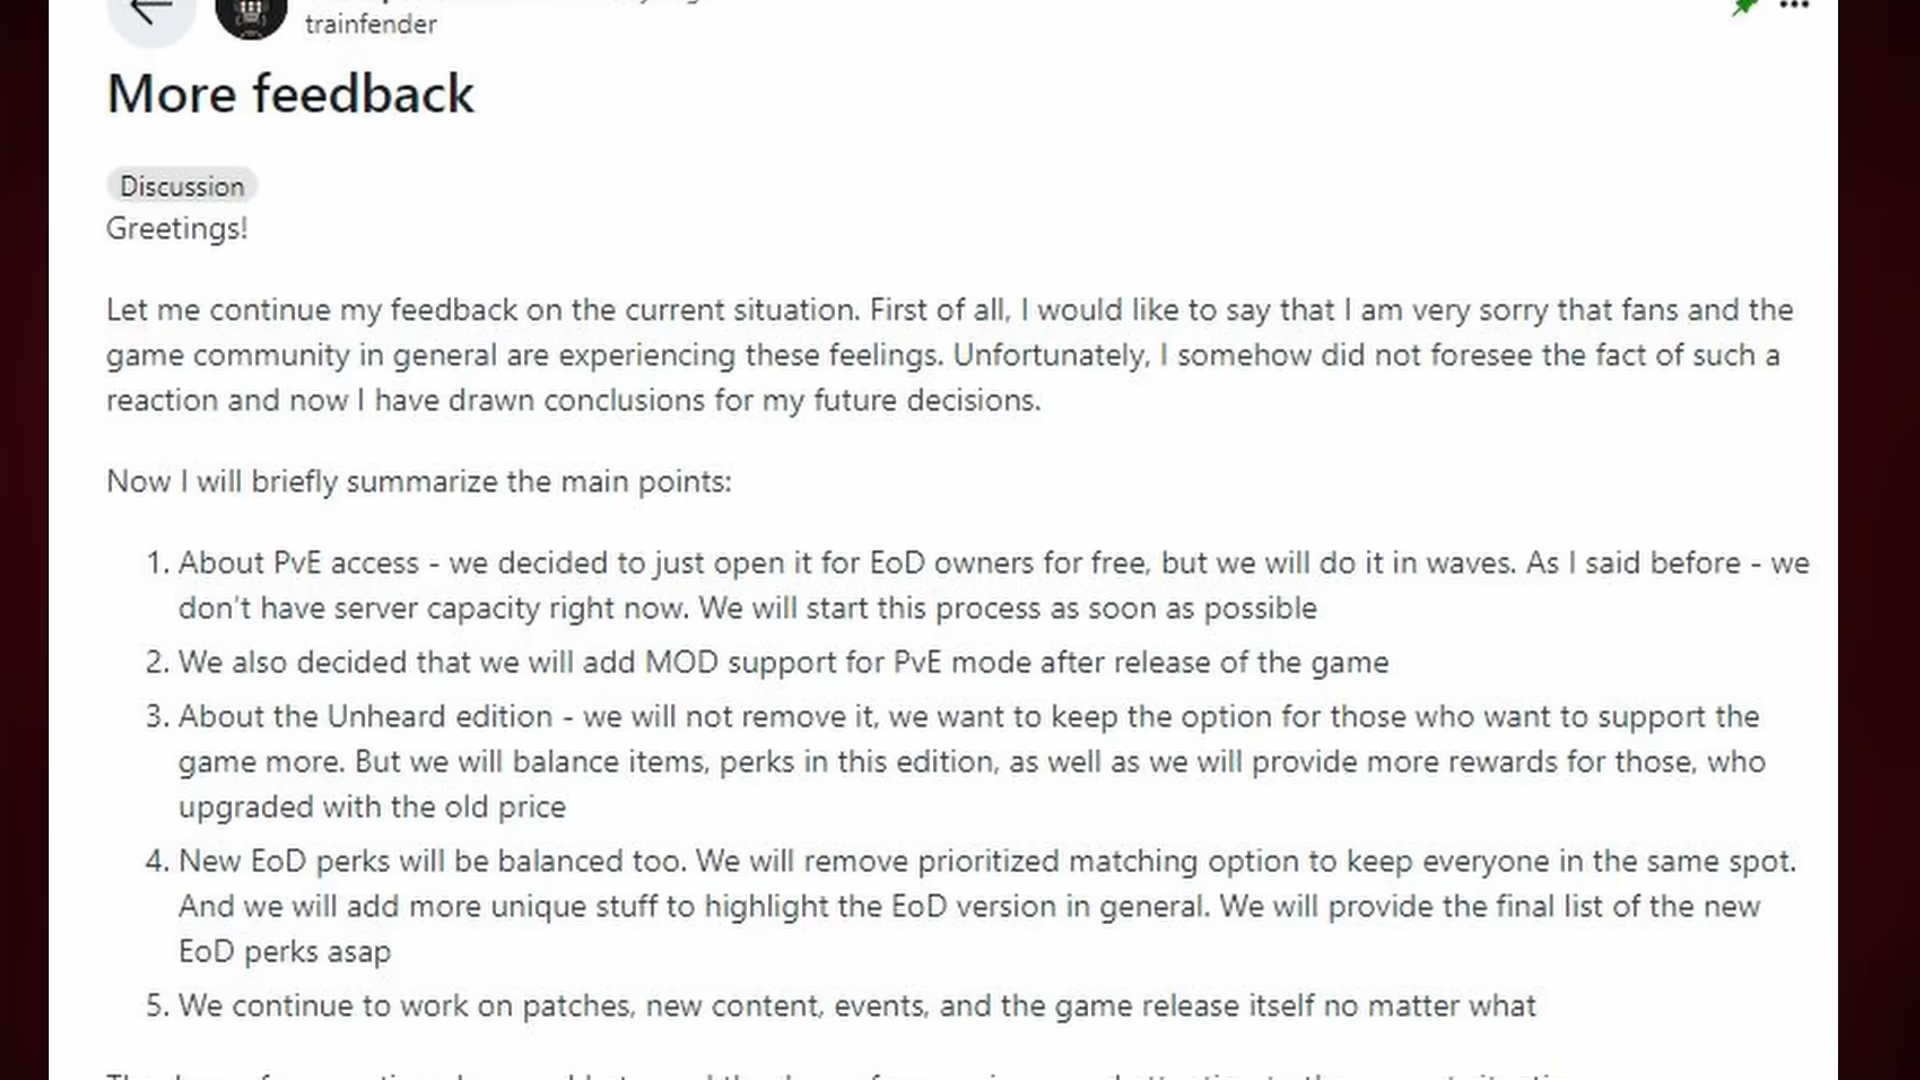 trainfender
More feedback
Discussion
Greetings!
Let me continue my feedback on the current situation. First of all, I would like to say that I am very sorry that fans and the
game community in general are experiencing these feelings. Unfortunately, I somehow did not foresee the fact of such a
reaction and now I have drawn conclusions for my future decisions.
Now I will briefly summarize the main points:
1. About PvE access - we decided to just open it for EoD owners for free, but we will do it in waves. As I said before - we
don't have server capacity right now. We will start this process as soon as possible
2. We also decided that we will add MOD support for PvE mode after release of the game
3. About the Unheard edition - we will not remove it, we want to keep the option for those who want to support the
game more. But we will balance items, perks in this edition, as well as we will provide more rewards for those, who
upgraded with the old price
4. New EoD perks will be balanced too. We will remove prioritized matching option to keep everyone in the same spot.
And we will add more unique stuff to highlight the EoD version in general. We will provide the final list of the new
EoD perks asap
5. We continue to work on patches, new content, events, and the game release itself no matter what